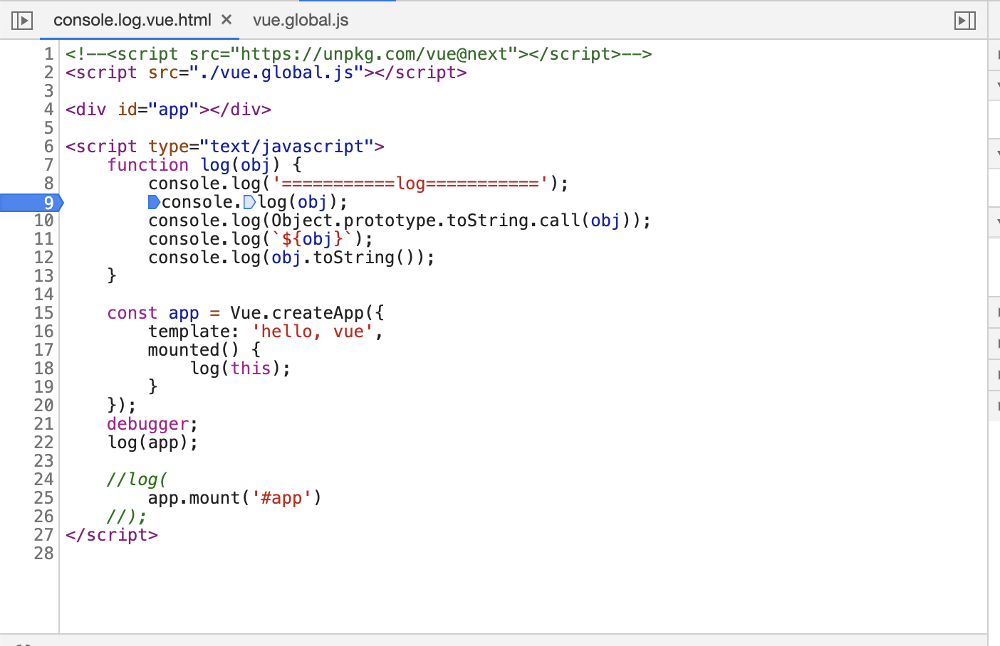 console.log.vue.html × vue.global.js
1 <!--<script src="https://unpkg.com/vue@next"></script>-->
2 <script src="./vue.global.js"></script>
3
4 <div id="app"></div>
5
6 <script type="text/javascript">
7     function log(obj) {
8         console.log('===========log===========');
9         console.log(obj);
10         console.log(Object.prototype.toString.call(obj));
11         console.log(`${obj}`);
12         console.log(obj.toString());
13     }
14
15     const app = Vue.createApp({
16         template: 'hello, vue',
17         mounted() {
18             log(this);
19         }
20     });
21     debugger;
22     log(app);
23
24     //log(
25         app.mount('#app')
26     //);
27 </script>
28